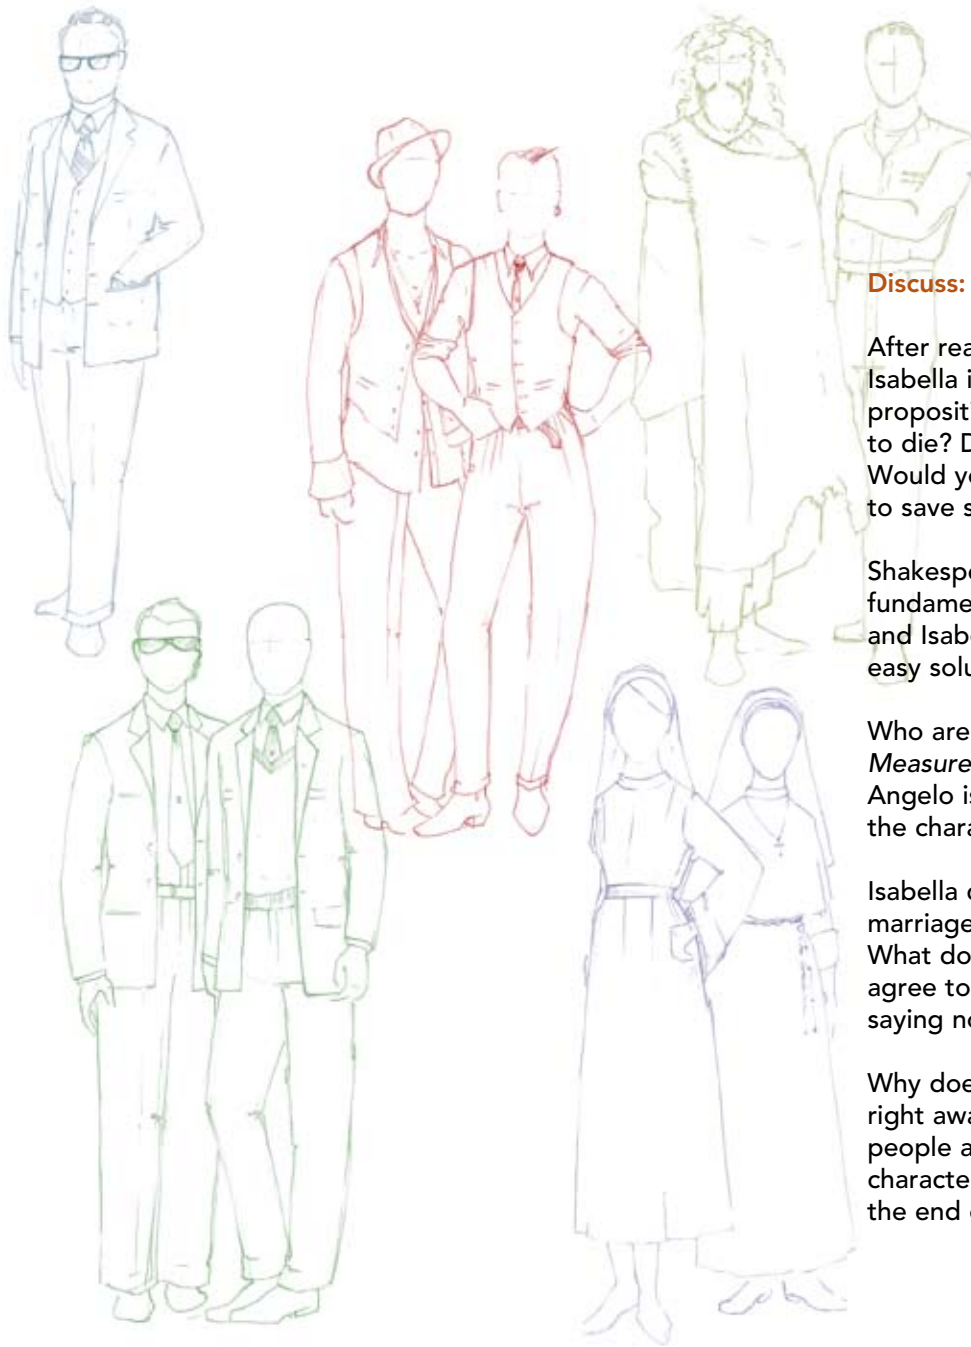 Discuss:
After rea
Isabella i
propositi
to die? D
Would yo
to save s
Shakespe
fundame
and Isabe
easy solu
Who are
Measure
Angelo is
the chara
Isabella o
marriage
What do
agree to
saying no
Why doe
right awa
people a
characte
the end o